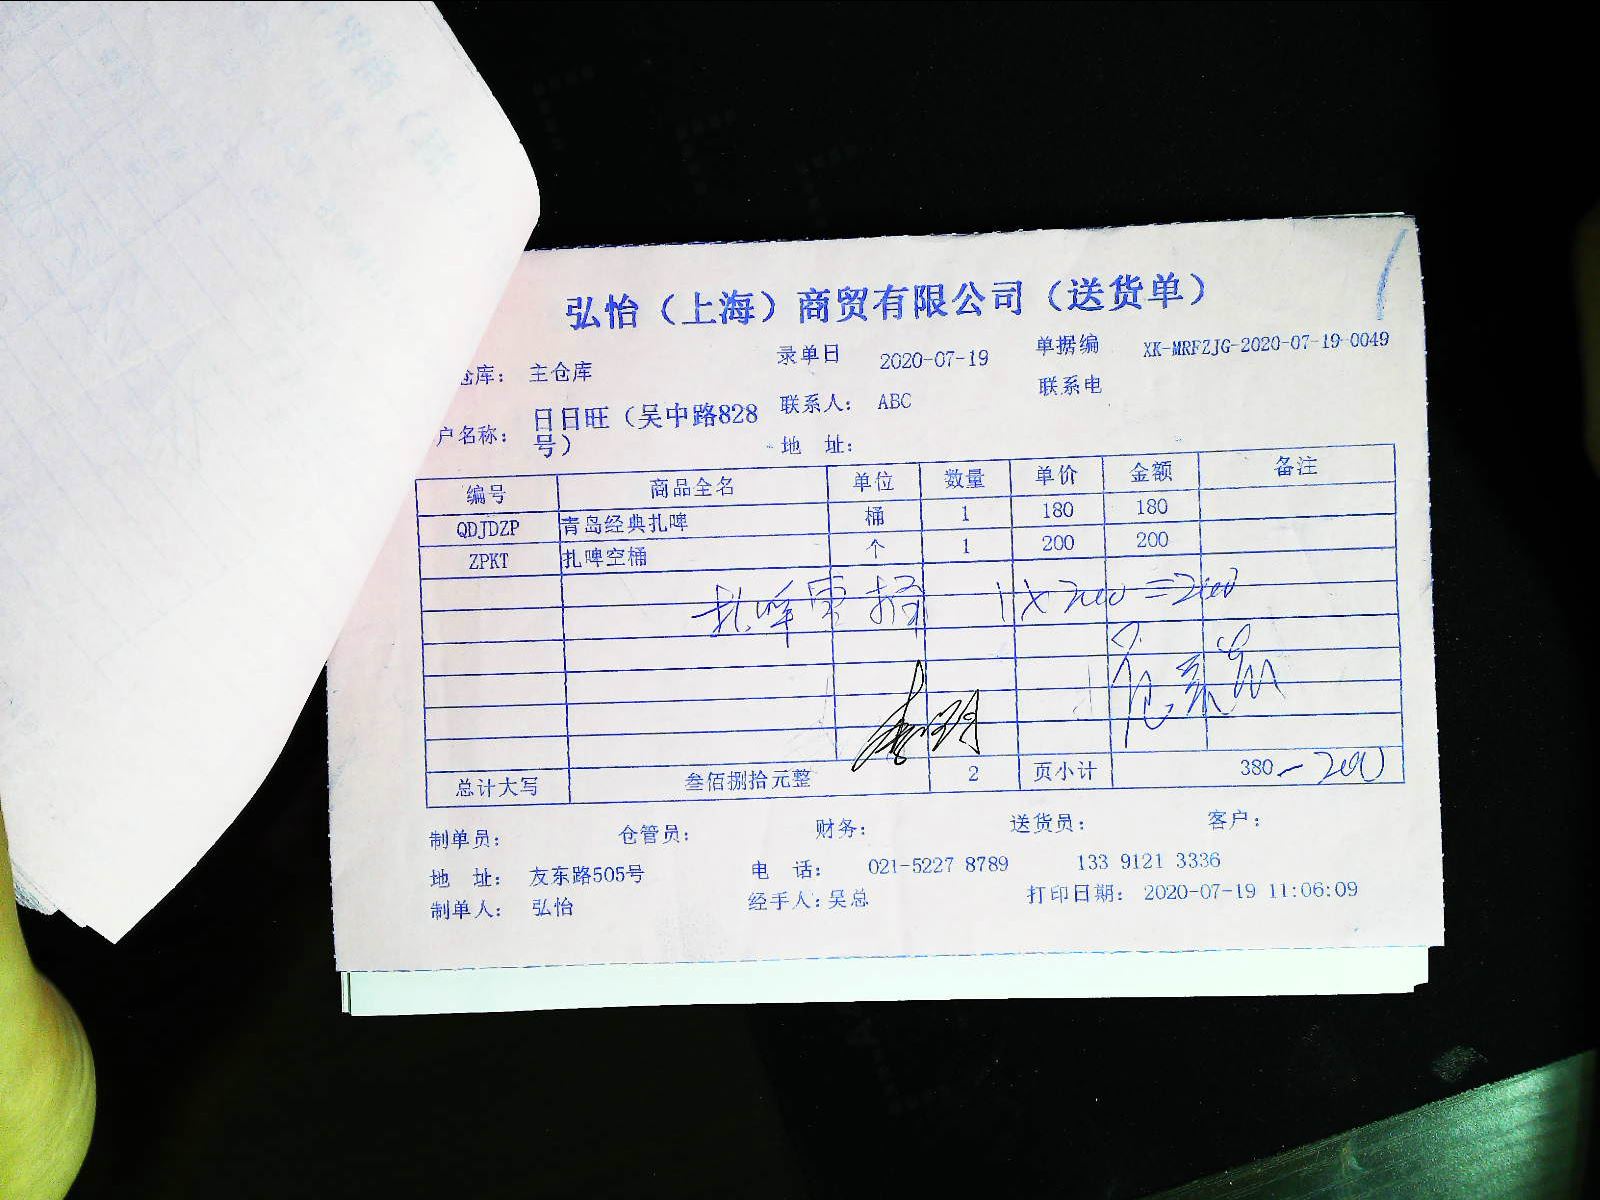 弘怡（上海）商贸有限公司（送货单）
仓库： 主仓库 录单日 2020-07-19 单据编 XK-MRFZJG-2020-07-19-0049
户名称： 日日旺（吴中路828号） 联系人： ABC 联系电
地 址：
编号 商品全名 单位 数量 单价 金额 备注
QDJDZP 青岛经典扎啤 桶 1 180 180
ZPKT 扎啤空桶 个 1 200 200
扎啤空桶 1×200=200
总计大写 叁佰捌拾元整 2 页小计 380-200
制单员： 仓管员： 财务： 送货员： 客户：
地 址： 友东路505号 电 话： 021-5227 8789 133 9121 3336
制单人： 弘怡 经手人：吴总 打印日期： 2020-07-19 11:06:09